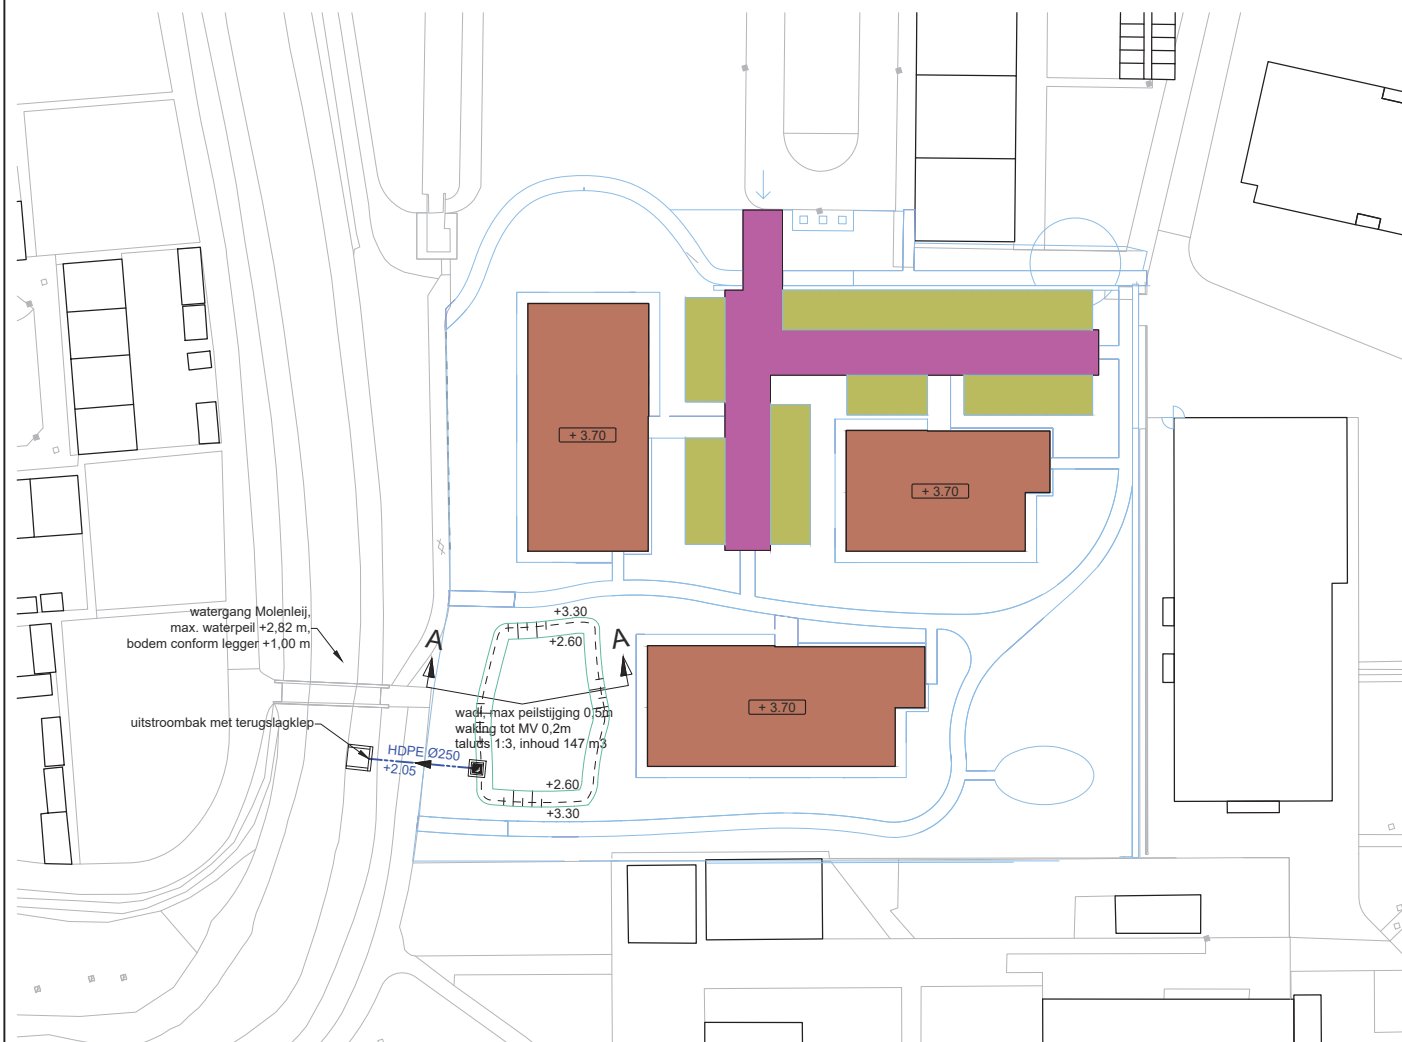 + 3.70
+ 3.70
watergang Molenleij,
max. waterpeil +2,82 m,
bodem conform legger +1,00 m
+3.30
+2.60
A
A
+ 3.70
wadi, max peilstijging 0,5m
waking tot MV 0,2m
taluds 1:3, inhoud 147 m3
uitstroombak met terugslagklep
HDPE Ø250
+2.05
+2.60
+3.30